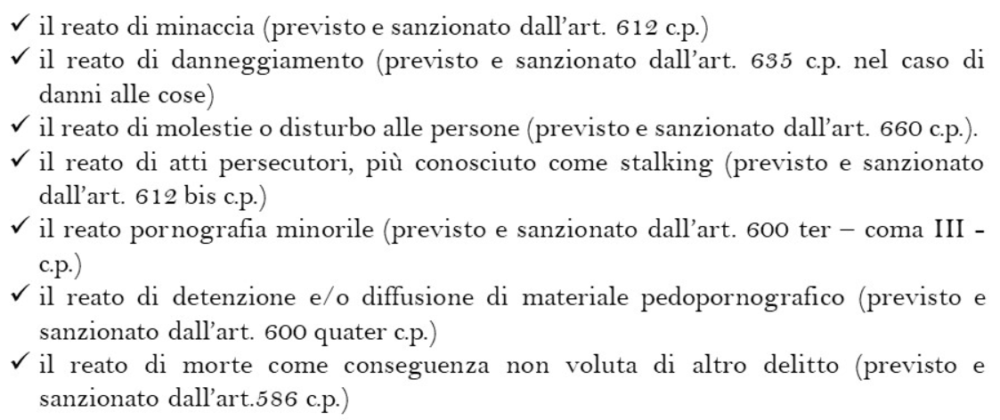 ✓ il reato di minaccia (previsto e sanzionato dall'art. 612 c.p.)
✓ il reato di danneggiamento (previsto e sanzionato dall'art. 635 c.p. nel caso di
danni alle cose)
✓ il reato di molestie o disturbo alle persone (previsto e sanzionato dall'art. 660 c.p.).
✓ il reato di atti persecutori, più conosciuto come stalking (previsto e sanzionato
dall'art. 612 bis c.p.)
✓ il reato pornografia minorile (previsto e sanzionato dall'art. 600 ter – coma III -
c.p.)
✓ il reato di detenzione e/o diffusione di materiale pedopornografico (previsto e
sanzionato dall'art. 600 quater c.p.)
✓ il reato di morte come conseguenza non voluta di altro delitto (previsto e
sanzionato dall'art.586 c.p.)